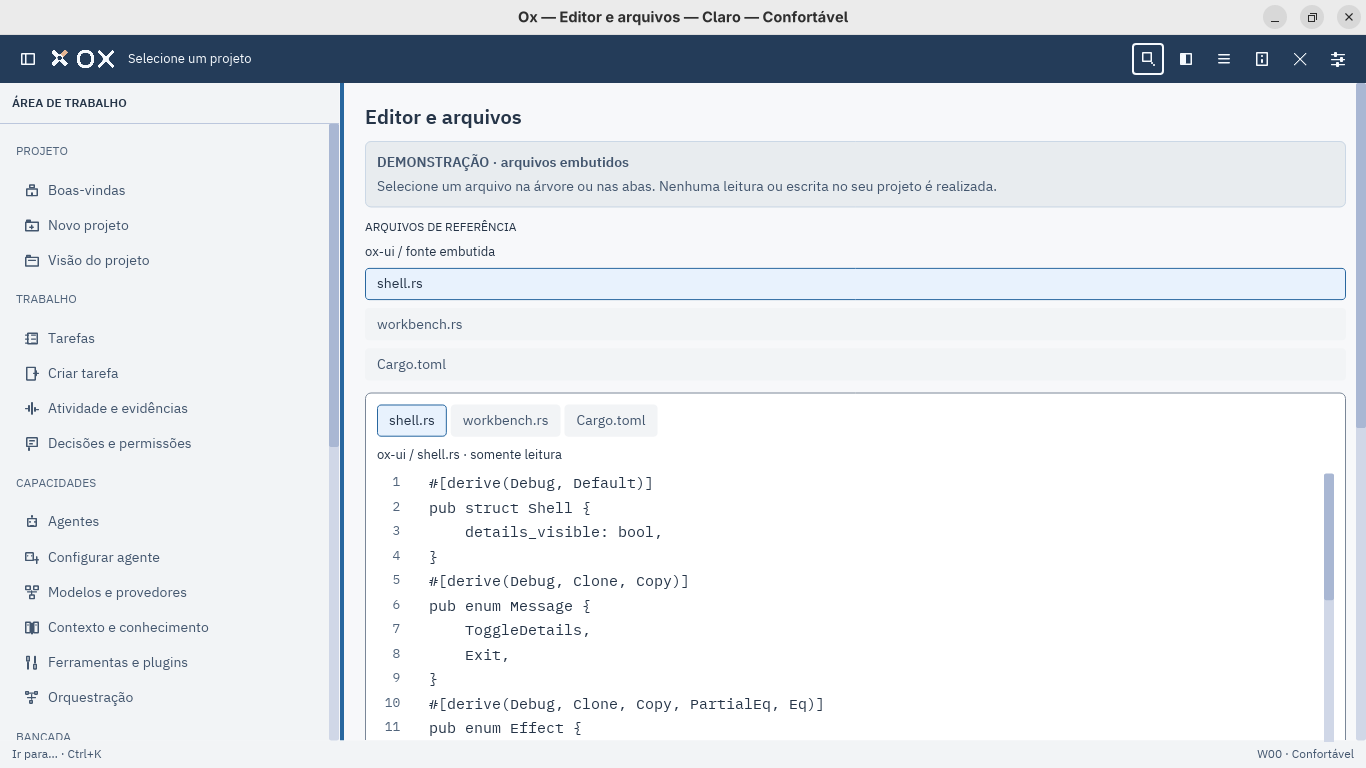 Ox — Editor e arquivos — Claro — Confortável
OX Selecione um projeto
ÁREA DE TRABALHO
PROJETO
Boas-vindas
Novo projeto
Visão do projeto
TRABALHO
Tarefas
Criar tarefa
Atividade e evidências
Decisões e permissões
CAPACIDADES
Agentes
Configurar agente
Modelos e provedores
Contexto e conhecimento
Ferramentas e plugins
Orquestração
BANCADA
Editor e arquivos
DEMONSTRAÇÃO · arquivos embutidos
Selecione um arquivo na árvore ou nas abas. Nenhuma leitura ou escrita no seu projeto é realizada.
ARQUIVOS DE REFERÊNCIA
ox-ui / fonte embutida
shell.rs
workbench.rs
Cargo.toml
shell.rs workbench.rs Cargo.toml
ox-ui / shell.rs · somente leitura
1 #[derive(Debug, Default)]
2 pub struct Shell {
3     details_visible: bool,
4 }
5 #[derive(Debug, Clone, Copy)]
6 pub enum Message {
7     ToggleDetails,
8     Exit,
9 }
10 #[derive(Debug, Clone, Copy, PartialEq, Eq)]
11 pub enum Effect {
Ir para... · Ctrl+K
W00 · Confortável